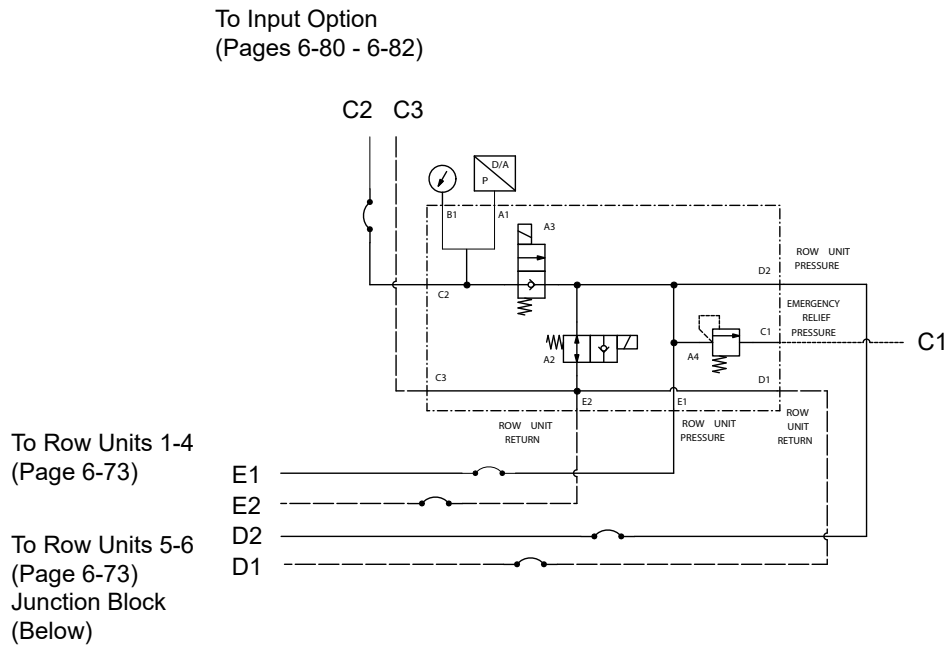 To Input Option
(Pages 6-80 - 6-82)
C2 C3
D/A
P
B1
A1
A3
D2
ROW UNIT
PRESSURE
C2
EMERGENCY
RELIEF
PRESSURE
C1
C1
A2
A4
C3
D1
E2
E1
ROW UNIT
RETURN
ROW UNIT
PRESSURE
ROW
UNIT
RETURN
To Row Units 1-4
(Page 6-73)
E1
E2
To Row Units 5-6
(Page 6-73)
Junction Block
(Below)
D2
D1